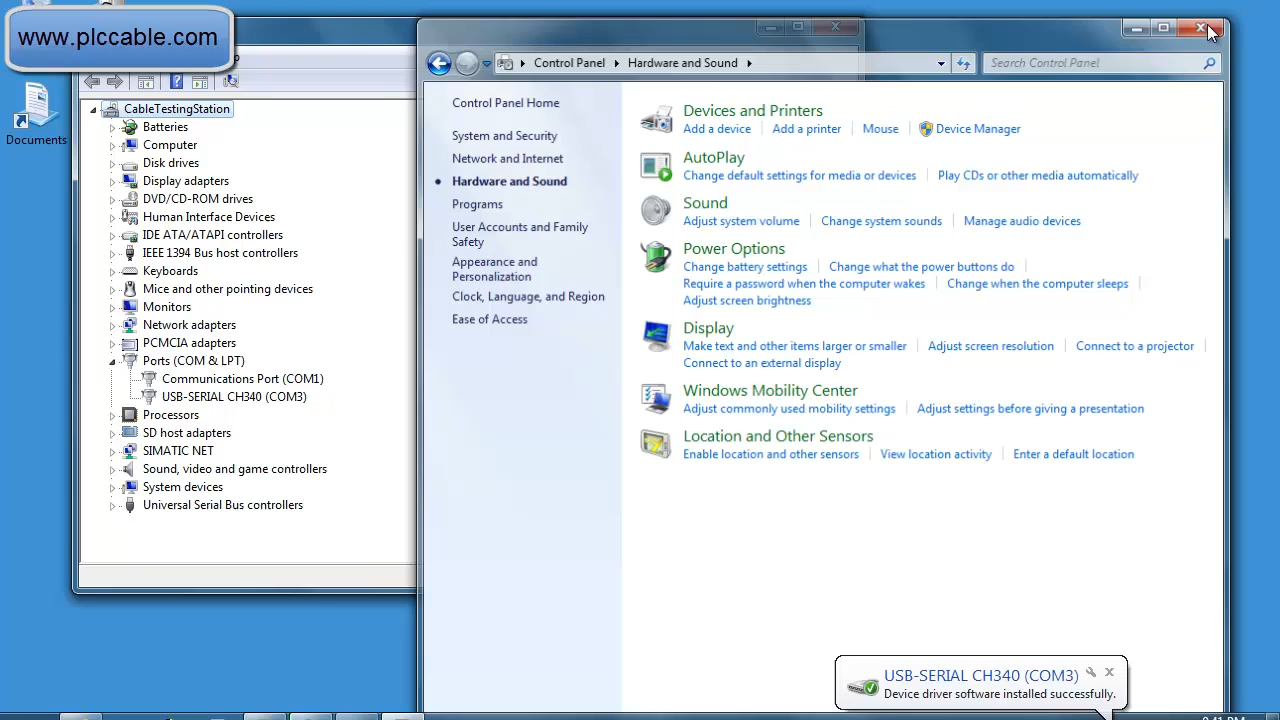 www.plccable.com
Documents
CableTestingStation
Batteries
Computer
Disk drives
Display adapters
DVD/CD-ROM drives
Human Interface Devices
IDE ATA/ATAPI controllers
IEEE 1394 Bus host controllers
Keyboards
Mice and other pointing devices
Monitors
Network adapters
PCMCIA adapters
Ports (COM & LPT)
Communications Port (COM1)
USB-SERIAL CH340 (COM3)
Processors
SD host adapters
SIMATIC NET
Sound, video and game controllers
System devices
Universal Serial Bus controllers
Control Panel Hardware and Sound
Search Control Panel
Control Panel Home
System and Security
Network and Internet
Hardware and Sound
Programs
User Accounts and Family
Safety
Appearance and
Personalization
Clock, Language, and Region
Ease of Access
Devices and Printers
Add a device Add a printer Mouse Device Manager
AutoPlay
Change default settings for media or devices Play CDs or other media automatically
Sound
Adjust system volume Change system sounds Manage audio devices
Power Options
Change battery settings Change what the power buttons do
Require a password when the computer wakes Change when the computer sleeps
Adjust screen brightness
Display
Make text and other items larger or smaller Adjust screen resolution Connect to a projector
Connect to an external display
Windows Mobility Center
Adjust commonly used mobility settings Adjust settings before giving a presentation
Location and Other Sensors
Enable location and other sensors View location activity Enter a default location
USB-SERIAL CH340 (COM3)
Device driver software installed successfully.